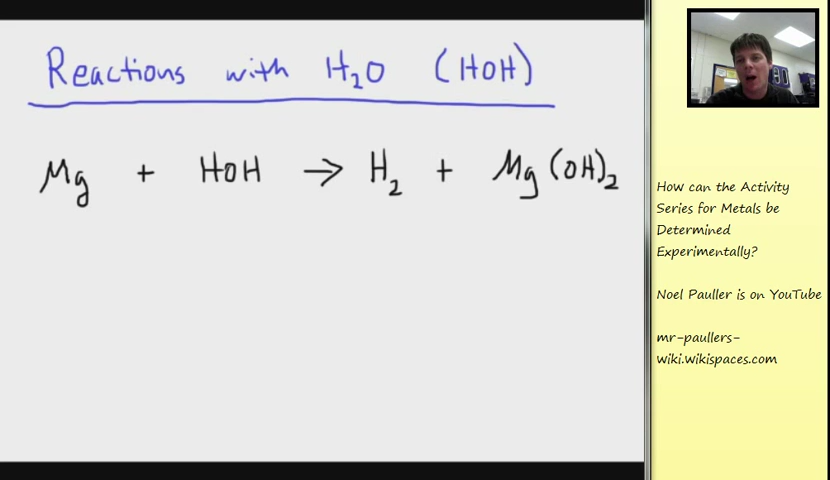 Reactions with H₂O (HOH)
Mg + HOH → H₂ + Mg(OH)₂
How can the Activity
Series for Metals be
Determined
Experimentally?
Noel Pauller is on YouTube
mr-paullers-
wiki.wikispaces.com